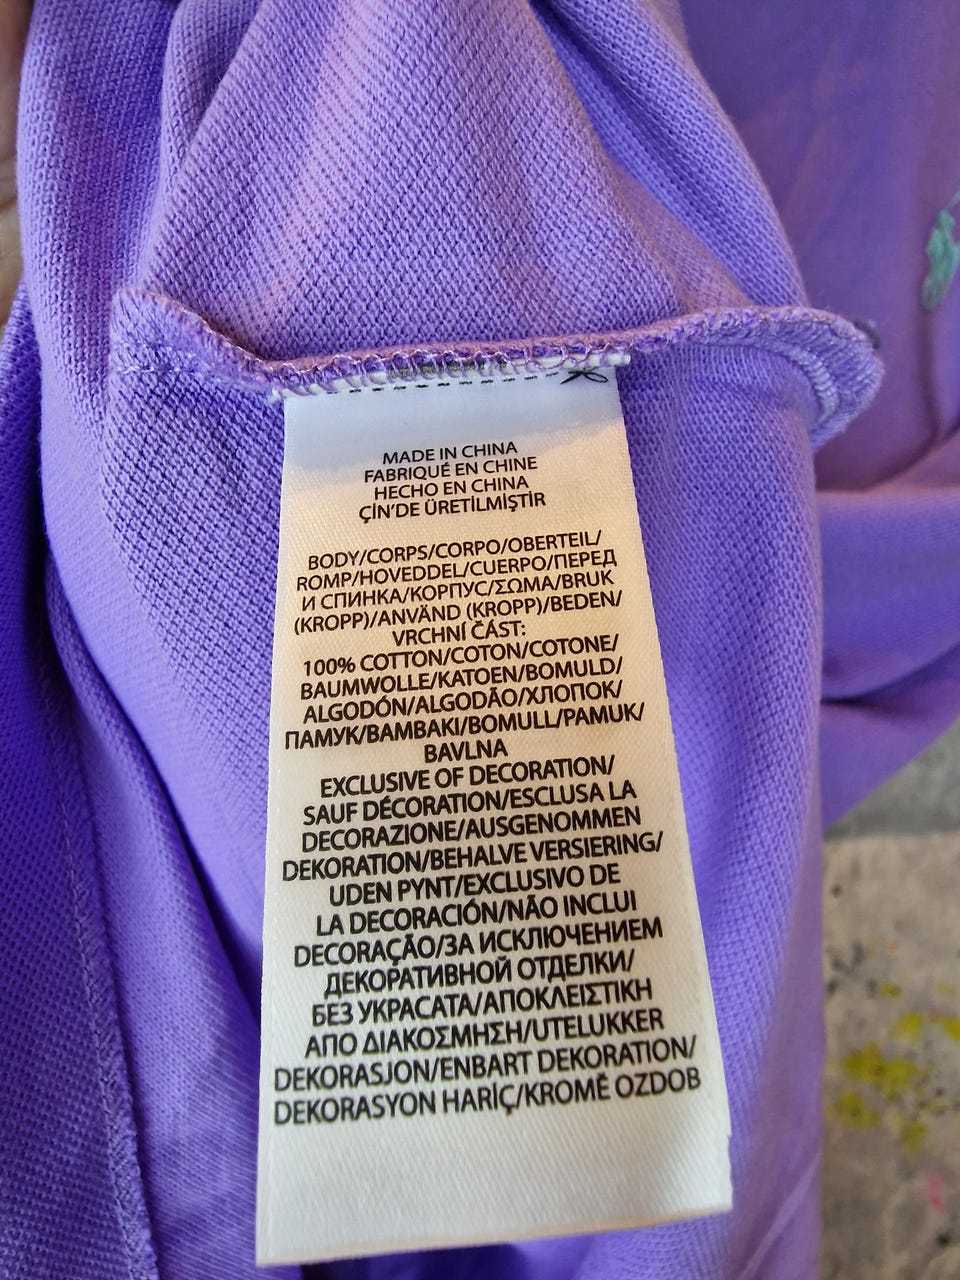 MADE IN CHINA
FABRIQUÉ EN CHINE
HECHO EN CHINA
ÇİN'DE ÜRETİLMİŞTİR
BODY/CORPS/CORPO/OBERTEIL/
ROMP/HOVEDDEL/CUERPO/ПЕРЕД
И СПИНКА/КОРПУС/ΣΩΜΑ/BRUK
(KROPP)/ANVÄND (KROPP)/BEDEN/
VRCHNÍ ČÁST:
100% COTTON/COTON/COTONE/
BAUMWOLLE/KATOEN/BOMULD/
ALGODÓN/ALGODÃO/ХЛОПОК/
ПАМУК/ΒΑΜΒΑΚΙ/BOMULL/PAMUK/
BAVLNA
EXCLUSIVE OF DECORATION/
SAUF DÉCORATION/ESCLUSA LA
DECORAZIONE/AUSGENOMMEN
DEKORATION/BEHALVE VERSIERING/
UDEN PYNT/EXCLUSIVO DE
LA DECORACIÓN/NÃO INCLUI
DECORAÇÃO/ЗА ИСКЛЮЧЕНИЕМ
ДЕКОРАТИВНОЙ ОТДЕЛКИ/
БЕЗ УКРАСАТА/ΑΠΟΚΛΕΙΣΤΙΚΗ
ΑΠΟ ΔΙΑΚΟΣΜΗΣΗ/UTELUKKER
DEKORASJON/ENBART DEKORATION/
DEKORASYON HARİÇ/KROMĚ OZDOB